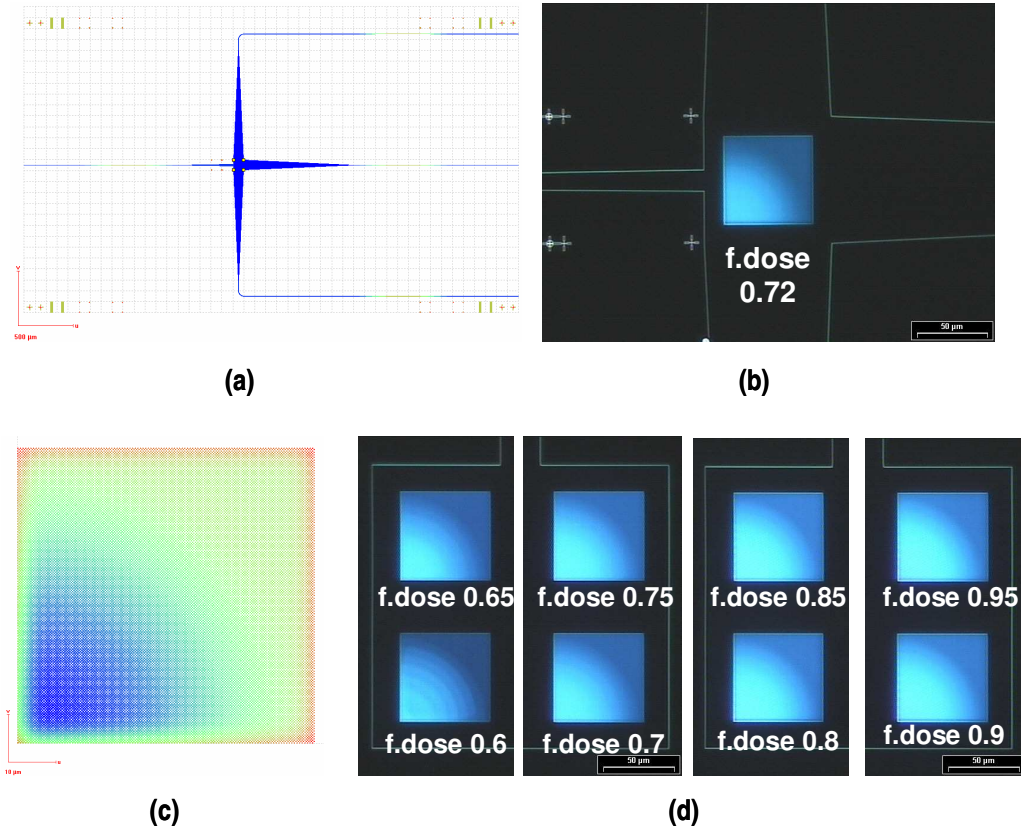 v
u
500 µm
f.dose
0.72
50 µm
(a)
(b)
v
u
10 µm
f.dose 0.65
f.dose 0.75
f.dose 0.85
f.dose 0.95
f.dose 0.6
f.dose 0.7
f.dose 0.8
f.dose 0.9
50 µm
50 µm
(c)
(d)